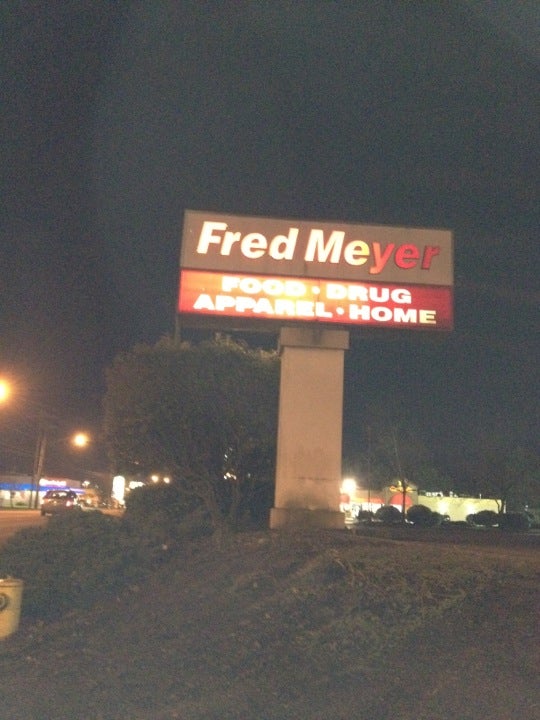 Fred Meyer
FOOD · DRUG
APPAREL · HOME